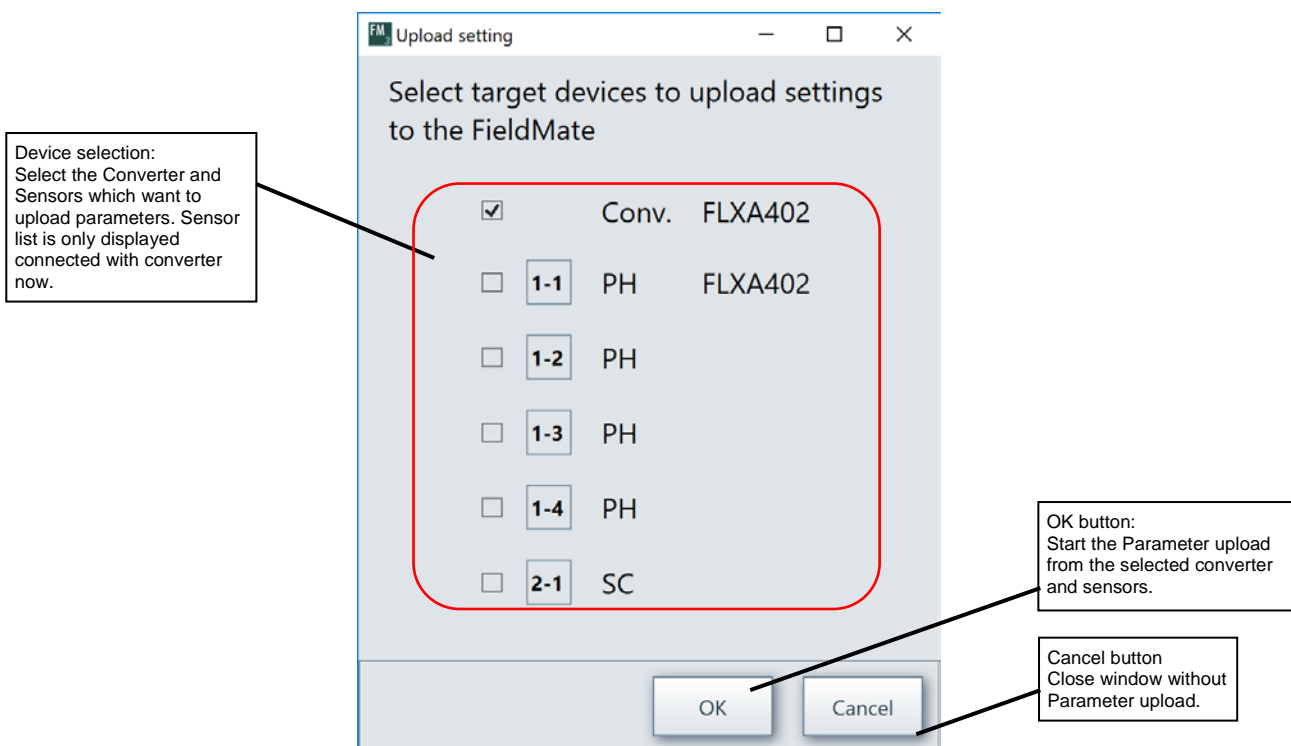 FM 3 Upload setting
Select target devices to upload settings
to the FieldMate
Device selection:
Select the Converter and
Sensors which want to
upload parameters. Sensor
list is only displayed
connected with converter
now.
Conv. FLXA402
1-1 PH FLXA402
1-2 PH
1-3 PH
1-4 PH
2-1 SC
OK button:
Start the Parameter upload
from the selected converter
and sensors.
Cancel button
Close window without
Parameter upload.
OK Cancel